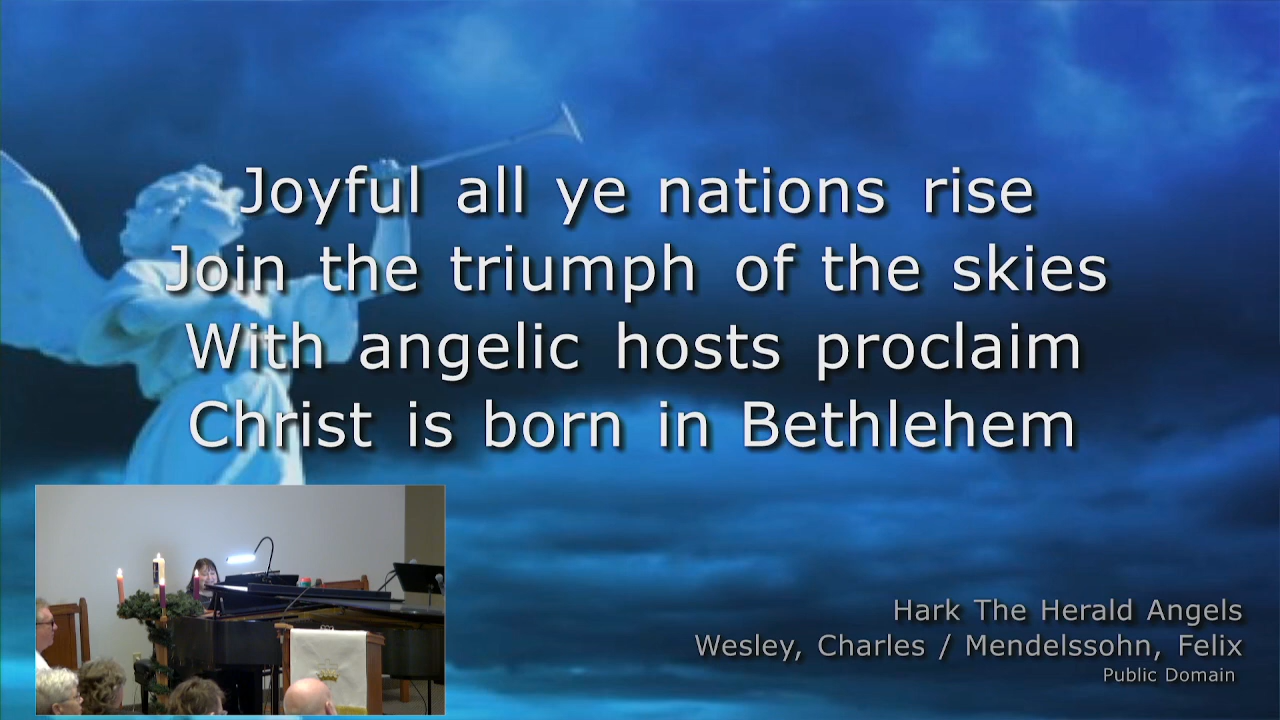 Joyful all ye nations rise
Join the triumph of the skies
With angelic hosts proclaim
Christ is born in Bethlehem
Hark The Herald Angels
Wesley, Charles / Mendelssohn, Felix
Public Domain